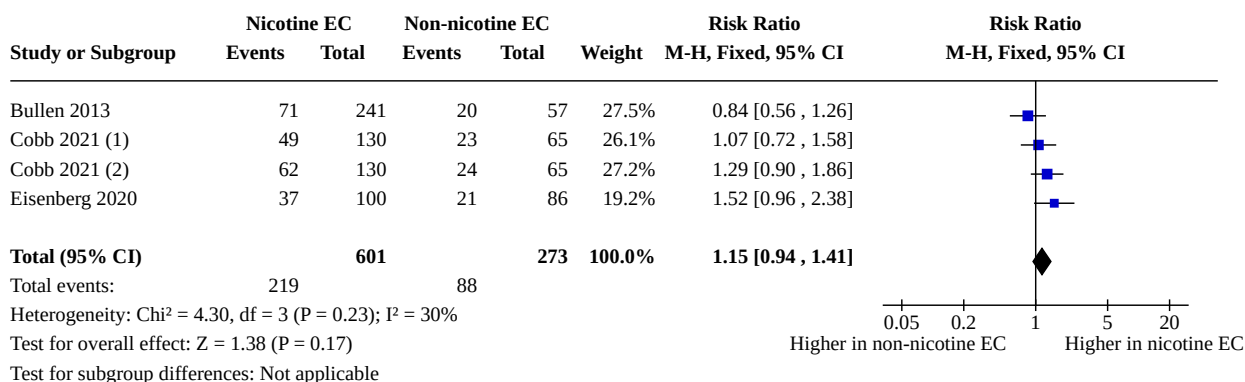 Nicotine EC Non-nicotine EC Risk Ratio Risk Ratio
Study or Subgroup Events Total Events Total Weight M-H, Fixed, 95% CI M-H, Fixed, 95% CI
Bullen 2013 71 241 20 57 27.5% 0.84 [0.56 , 1.26]
Cobb 2021 (1) 49 130 23 65 26.1% 1.07 [0.72 , 1.58]
Cobb 2021 (2) 62 130 24 65 27.2% 1.29 [0.90 , 1.86]
Eisenberg 2020 37 100 21 86 19.2% 1.52 [0.96 , 2.38]
Total (95% CI) 601 273 100.0% 1.15 [0.94 , 1.41]
Total events: 219 88
Heterogeneity: Chi² = 4.30, df = 3 (P = 0.23); I² = 30%
0.05 0.2 1 5 20
Test for overall effect: Z = 1.38 (P = 0.17) Higher in non-nicotine EC Higher in nicotine EC
Test for subgroup differences: Not applicable